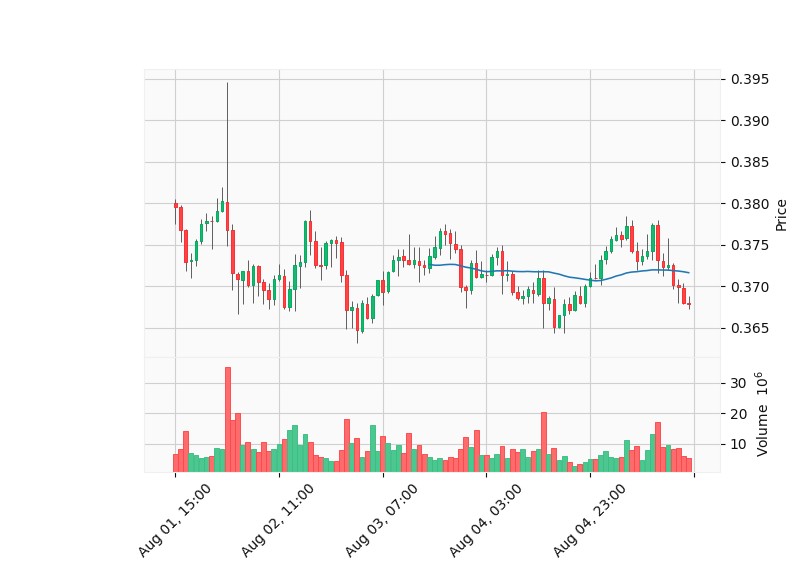 0.395
0.390
0.385
0.380
0.375
0.370
0.365
Price
30
20
10
Volume 10^6
Aug 01, 15:00
Aug 02, 11:00
Aug 03, 07:00
Aug 04, 03:00
Aug 04, 23:00